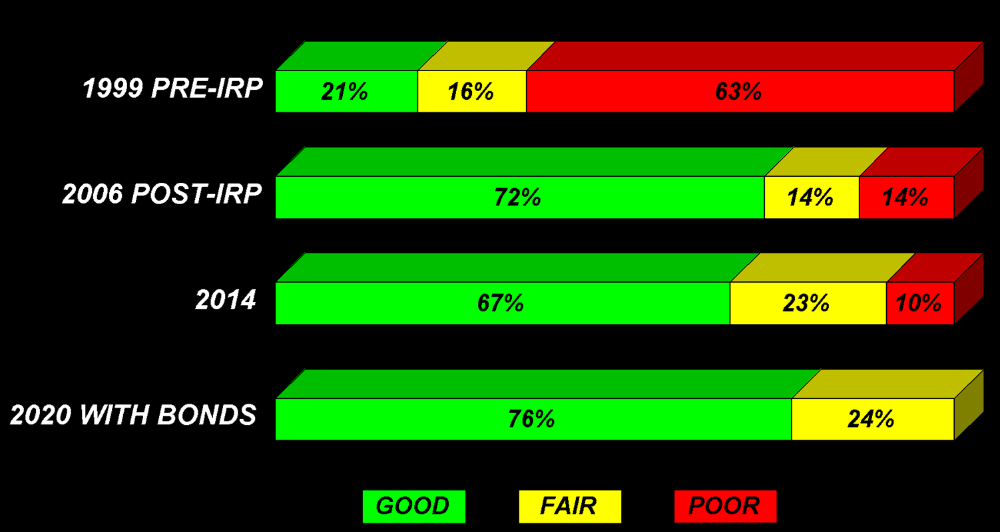 1999 PRE-IRP 21% 16% 63%
2006 POST-IRP 72% 14% 14%
2014 67% 23% 10%
2020 WITH BONDS 76% 24%
GOOD FAIR POOR